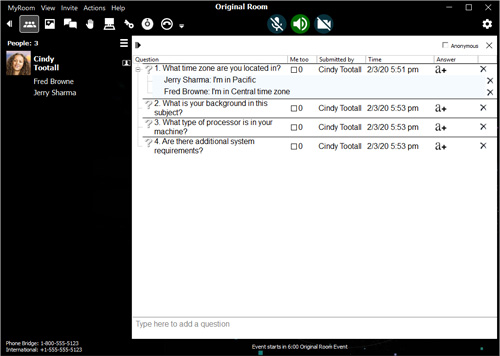 MyRoom View Invite Actions Help
Original Room
People: 3
Cindy
Tootall
Fred Browne
Jerry Sharma
Anonymous
Question Me too Submitted by Time Answer
1. What time zone are you located in? 0 Cindy Tootall 2/3/20 5:51 pm a+
Jerry Sharma: I'm in Pacific
Fred Browne: I'm in Central time zone
2. What is your background in this
subject? 0 Cindy Tootall 2/3/20 5:53 pm a+
3. What type of processor is in your
machine? 0 Cindy Tootall 2/3/20 5:53 pm a+
4. Are there additional system
requirements? 0 Cindy Tootall 2/3/20 5:53 pm a+
Type here to add a question
Phone Bridge: 1-800-555-5123
International: +1-555-555-5123
Event starts in 6:00 Original Room Event